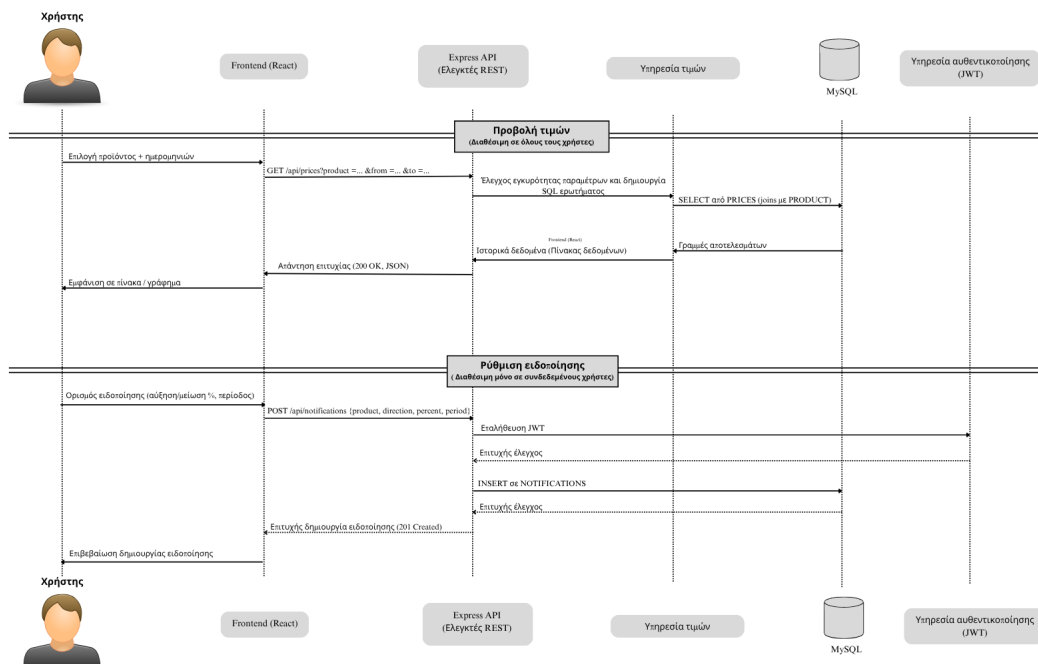 Χρήστης
Frontend (React)
Express API
(Ελεγκτές REST)
Υπηρεσία τιμών
MySQL
Υπηρεσία αυθεντικοποίησης
(JWT)
Προβολή τιμών
(Διαθέσιμη σε όλους τους χρήστες)
Επιλογή προϊόντος + ημερομηνιών
GET /api/prices?product =... &from =... &to =...
Έλεγχος εγκυρότητας παραμέτρων και δημιουργία
SQL ερωτήματος
SELECT από PRICES (joins με PRODUCT)
Frontend (React)
Γραμμές αποτελεσμάτων
Ιστορικά δεδομένα (Πίνακας δεδομένων)
Απάντηση επιτυχίας (200 OK, JSON)
Εμφάνιση σε πίνακα / γράφημα
Ρύθμιση ειδοποίησης
( Διαθέσιμη μόνο σε συνδεδεμένους χρήστες)
Ορισμός ειδοποίησης (αύξηση/μείωση %, περίοδος)
POST /api/notifications {product, direction, percent, period}
Επαλήθευση JWT
Επιτυχής έλεγχος
INSERT σε NOTIFICATIONS
Επιτυχής έλεγχος
Επιτυχής δημιουργία ειδοποίησης (201 Created)
Επιβεβαίωση δημιουργίας ειδοποίησης
Χρήστης
Frontend (React)
Express API
(Ελεγκτές REST)
Υπηρεσία τιμών
MySQL
Υπηρεσία αυθεντικοποίησης
(JWT)